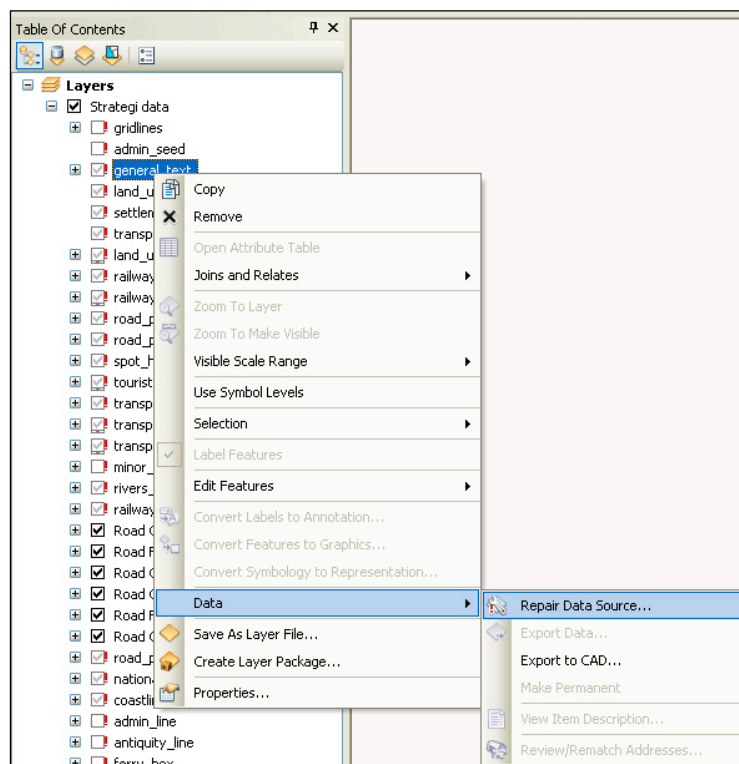 Table Of Contents
Layers
Strategi data
gridlines
admin_seed
general_text
land_u
settlem
transp
land_u
railway
railway
road_p
road_p
spot_h
tourist
transp
transp
transp
minor_
rivers_
railway
Road
Road F
Road
Road
Road F
Road
road_p
nation
coastli
admin_line
antiquity_line
ferry_box
Copy
Remove
Open Attribute Table
Joins and Relates
Zoom To Layer
Zoom To Make Visible
Visible Scale Range
Use Symbol Levels
Selection
Label Features
Edit Features
Convert Labels to Annotation...
Convert Features to Graphics...
Convert Symbology to Representation...
Data
Save As Layer File...
Create Layer Package...
Properties...
Repair Data Source...
Export Data...
Export to CAD...
Make Permanent
View Item Description...
Review/Rematch Addresses...